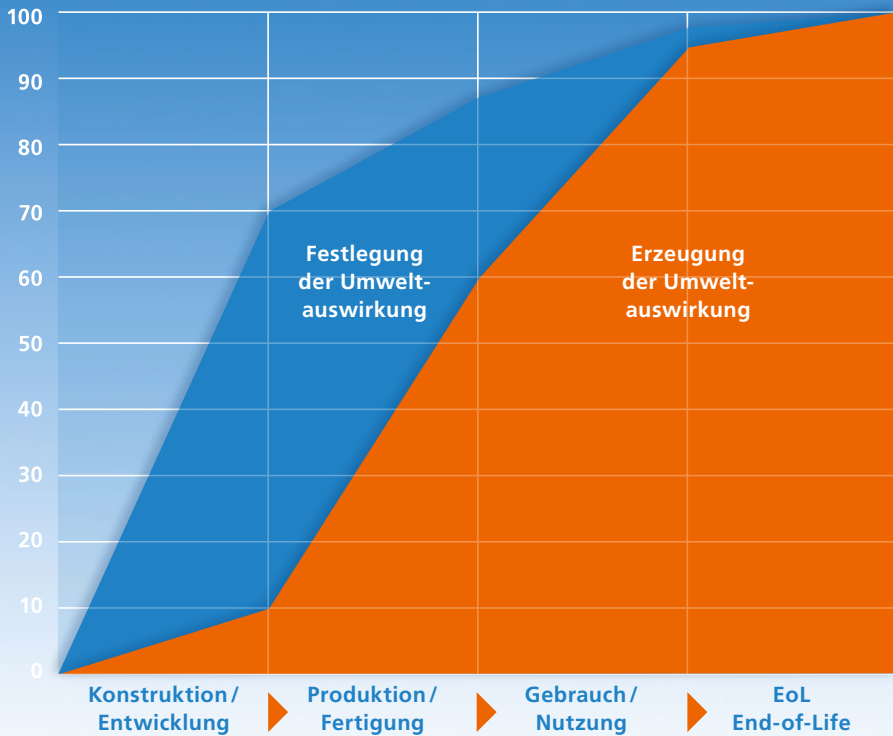 100
90
80
70
60
50
40
30
20
10
0
Festlegung
der Umwelt-
auswirkung
Erzeugung
der Umwelt-
auswirkung
Konstruktion/
Entwicklung
Produktion/
Fertigung
Gebrauch/
Nutzung
EoL
End-of-Life